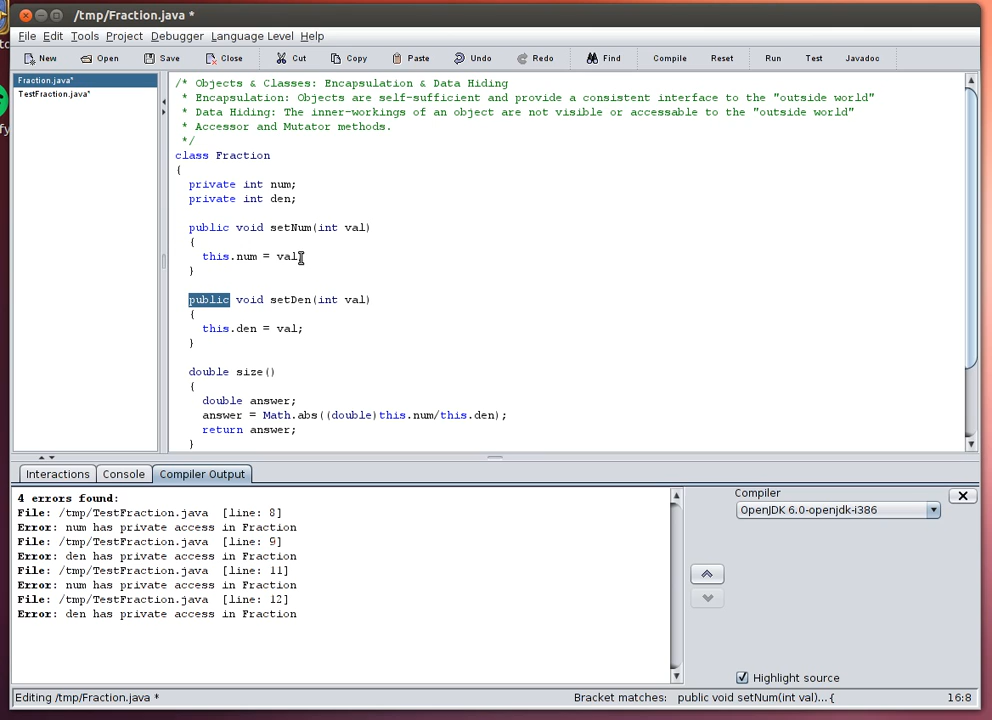 /tmp/Fraction.java *
File Edit Tools Project Debugger Language Level Help
New Open Save Close Cut Copy Paste Undo Redo Find Compile Reset Run Test Javadoc
Fraction.java*
TestFraction.java*
/* Objects & Classes: Encapsulation & Data Hiding
* Encapsulation: Objects are self-sufficient and provide a consistent interface to the "outside world"
* Data Hiding: The inner-workings of an object are not visible or accessable to the "outside world"
* Accessor and Mutator methods.
*/
class Fraction
{
private int num;
private int den;
public void setNum(int val)
{
this.num = val
}
public void setDen(int val)
{
this.den = val;
}
double size()
{
double answer;
answer = Math.abs((double)this.num/this.den);
return answer;
}
Interactions Console Compiler Output
4 errors found:
File: /tmp/TestFraction.java [line: 8]
Error: num has private access in Fraction
File: /tmp/TestFraction.java [line: 9]
Error: den has private access in Fraction
File: /tmp/TestFraction.java [line: 11]
Error: num has private access in Fraction
File: /tmp/TestFraction.java [line: 12]
Error: den has private access in Fraction
Compiler
OpenJDK 6.0-openjdk-i386
Highlight source
Editing /tmp/Fraction.java * Bracket matches: public void setNum(int val)...{ 16:8